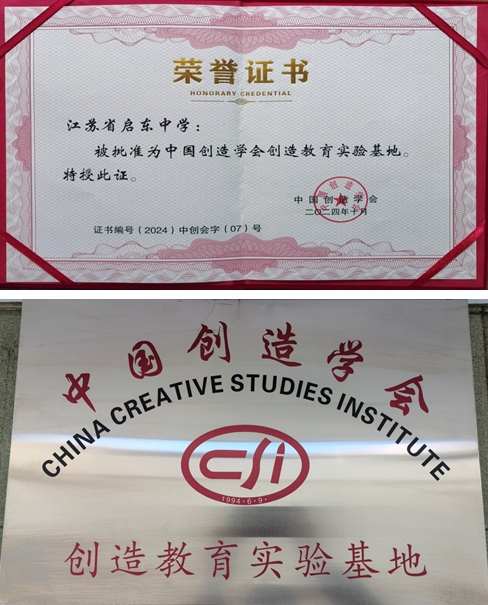 荣誉证书
HONORARY CREDENTIAL
江苏省启东中学：
被批准为中国创造学会创造教育实验基地。
特授此证。
中国创造学会
二〇二四年十月
证书编号（2024）中创会字（07）号
中国创造学会
CHINA CREATIVE STUDIES INSTITUTE
CSI
1994·6·9·
创造教育实验基地